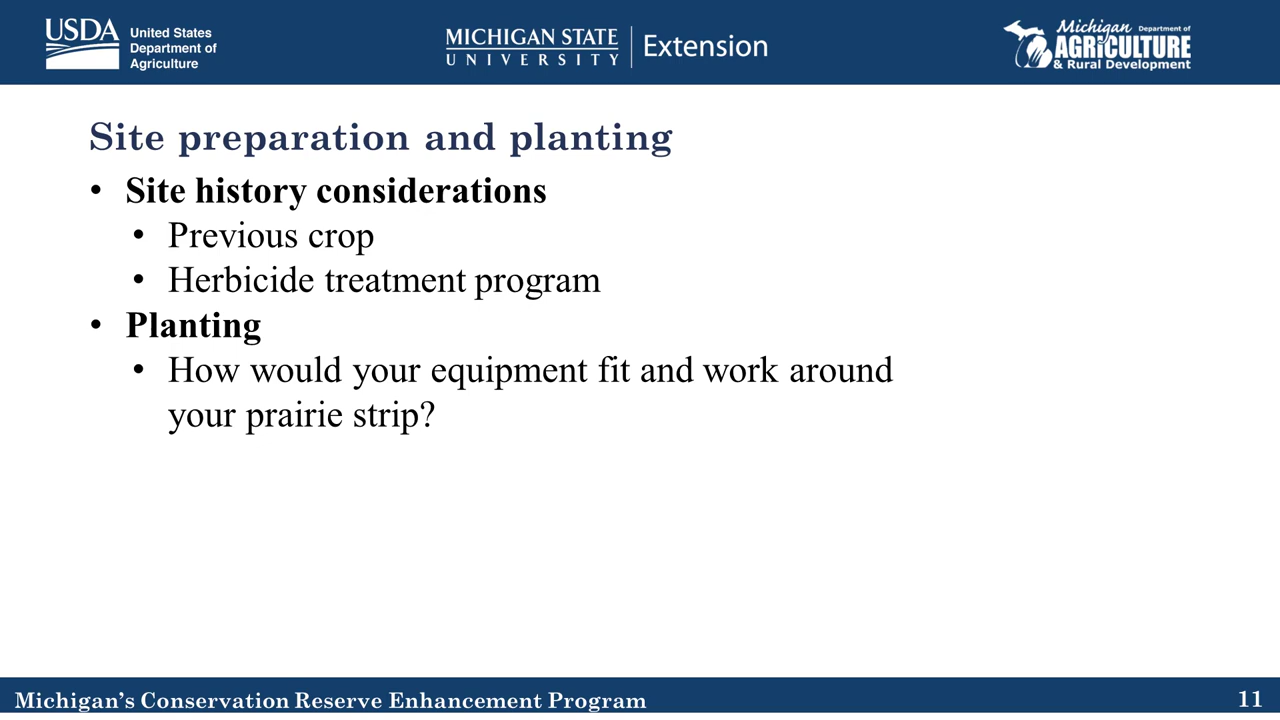 USDA
United States
Department of
Agriculture
MICHIGAN STATE
UNIVERSITY
Extension
Michigan Department of
AGRICULTURE
& Rural Development
Site preparation and planting
• Site history considerations
• Previous crop
• Herbicide treatment program
• Planting
• How would your equipment fit and work around
your prairie strip?
Michigan’s Conservation Reserve Enhancement Program
11